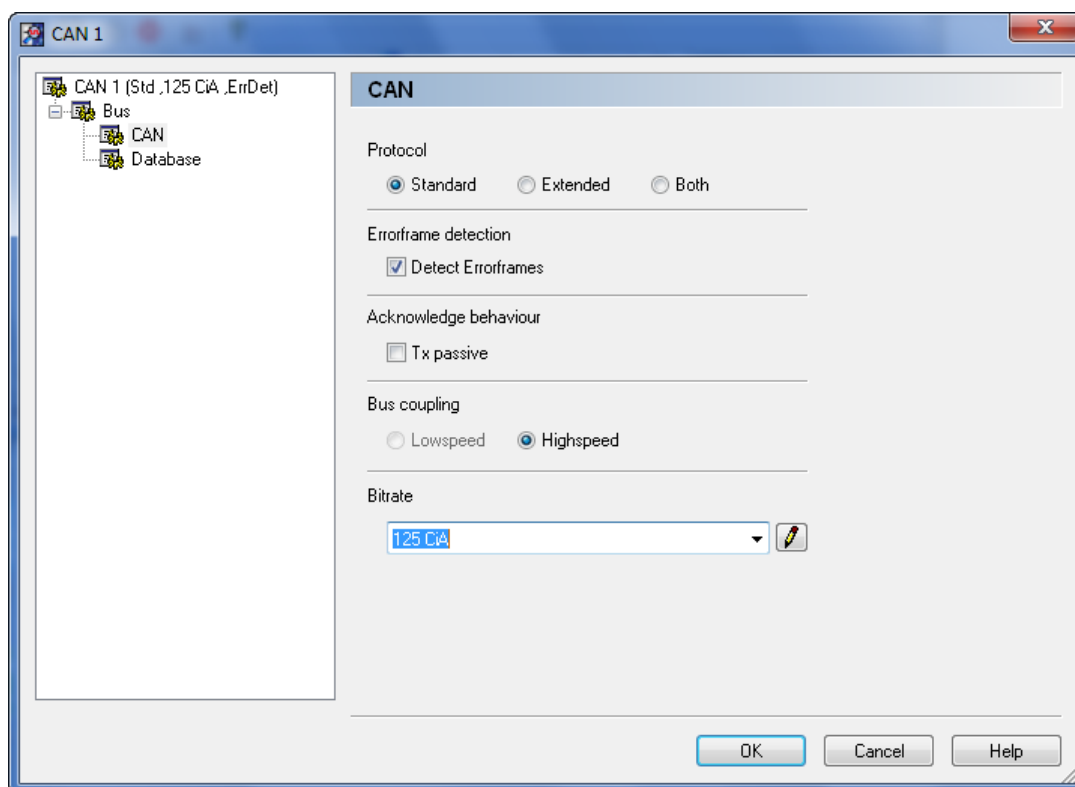 CAN 1
CAN 1 (Std ,125 CiA ,ErrDet)
Bus
CAN
Database
CAN
Protocol
Standard Extended Both
Errorframe detection
Detect Errorframes
Acknowledge behaviour
Tx passive
Bus coupling
Lowspeed Highspeed
Bitrate
125 CiA
OK Cancel Help